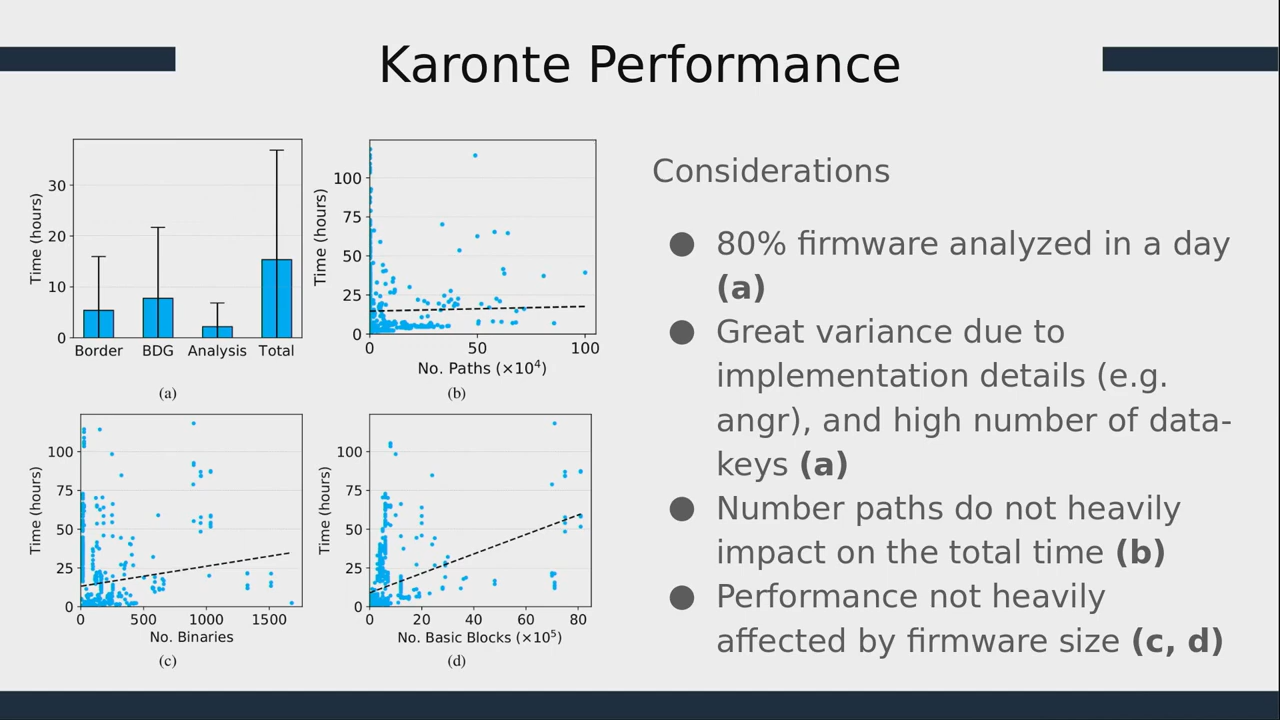 Karonte Performance
Time (hours)
30
20
10
0
Border BDG Analysis Total
(a)
Time (hours)
100
75
50
25
0
0 50 100
No. Paths (×10⁴)
(b)
Time (hours)
100
75
50
25
0
0 500 1000 1500
No. Binaries
(c)
Time (hours)
100
75
50
25
0
0 20 40 60 80
No. Basic Blocks (×10⁵)
(d)
Considerations
● 80% firmware analyzed in a day
(a)
● Great variance due to
implementation details (e.g.
angr), and high number of data-
keys (a)
● Number paths do not heavily
impact on the total time (b)
● Performance not heavily
affected by firmware size (c, d)